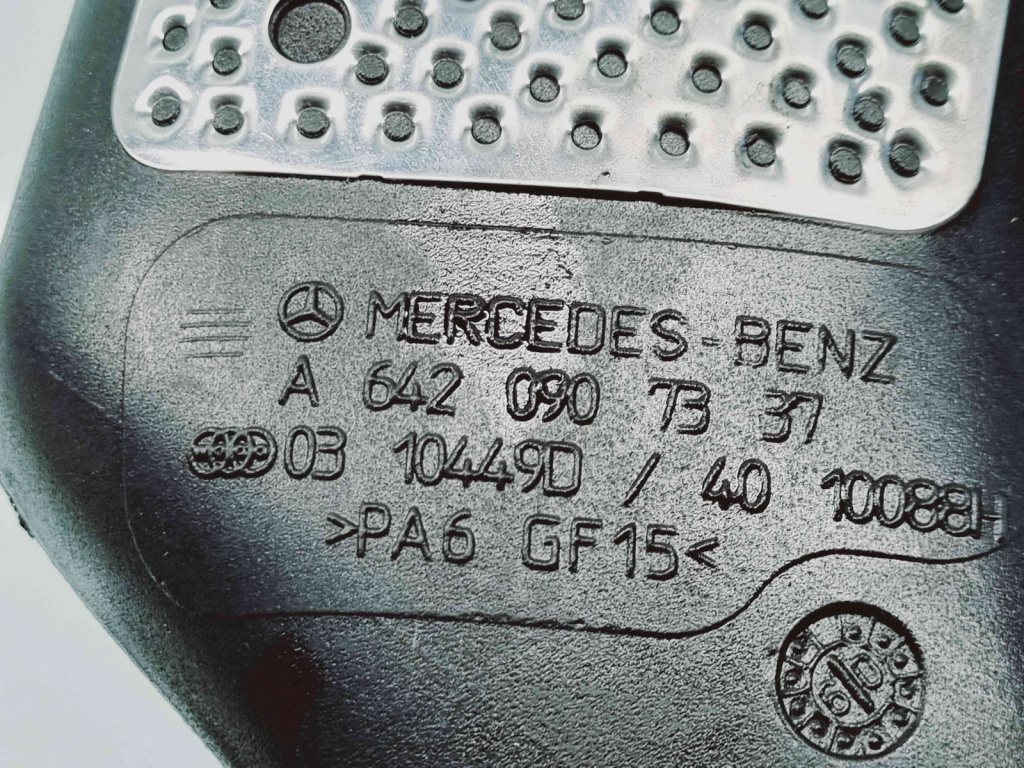 MERCEDES-BENZ
A 642 090 73 37
03 10449D / 40 10088H
>PA6 GF15<